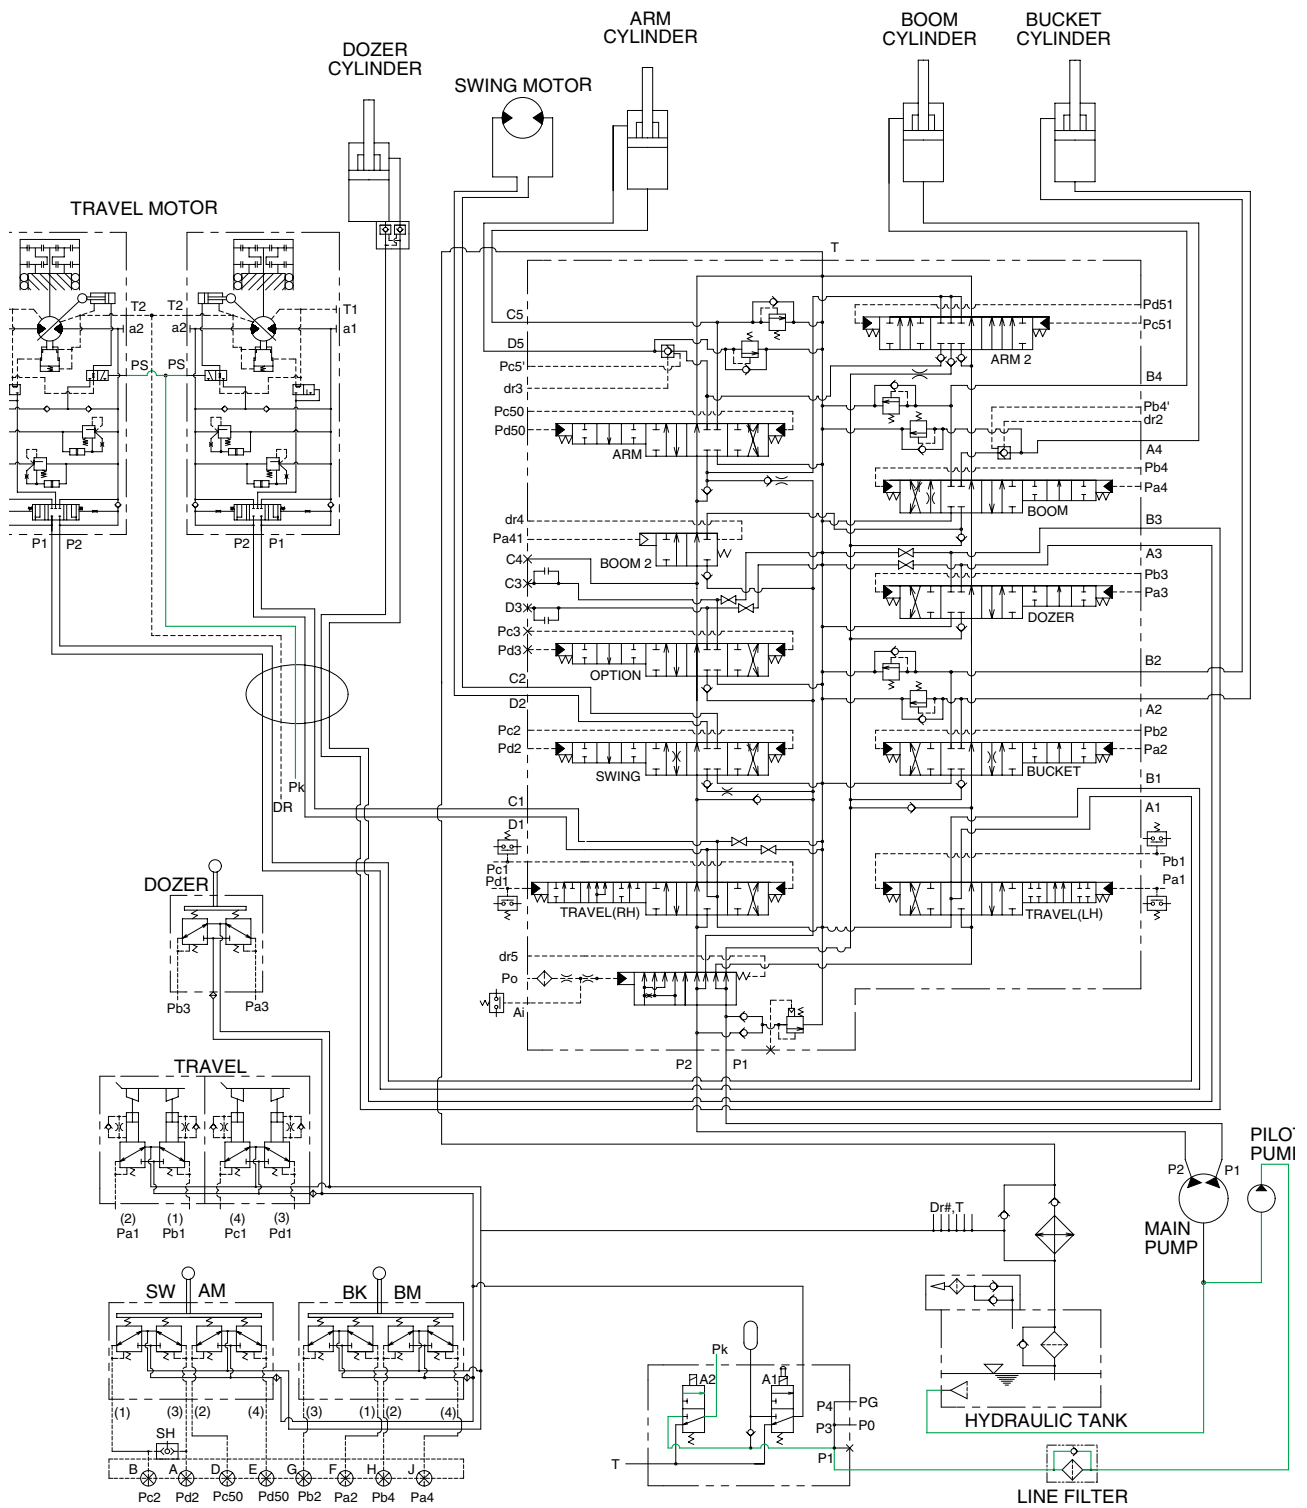 ARM
CYLINDER
BOOM
CYLINDER
BUCKET
CYLINDER
DOZER
CYLINDER
SWING MOTOR
TRAVEL MOTOR
T
T2
T2
T1
a2
a2
a1
PS
PS
P1
P2
P2
P1
C5
D5
Pc5'
dr3
Pc50
Pd50
ARM
dr4
Pa41
C4
BOOM 2
C3
D3
Pc3
Pd3
OPTION
C2
D2
Pc2
Pd2
SWING
C1
D1
Pc1
Pd1
TRAVEL(RH)
dr5
Po
Ai
Pd51
Pc51
ARM 2
B4
Pb4'
dr2
A4
Pb4
Pa4
BOOM
B3
A3
Pb3
Pa3
DOZER
B2
A2
Pb2
Pa2
BUCKET
B1
A1
Pb1
Pa1
TRAVEL(LH)
Pk
DR
DOZER
Pb3
Pa3
P2
P1
TRAVEL
(2)
(1)
(4)
(3)
Pa1
Pb1
Pc1
Pd1
PILOT
PUMP
P2
P1
MAIN
PUMP
Dr#,T
SW
AM
BK
BM
(1)
(3)
(2)
(4)
(3)
(1)
(2)
(4)
SH
B
A
D
E
G
F
H
J
Pc2
Pd2
Pc50
Pd50
Pb2
Pa2
Pb4
Pa4
Pk
A2
A1
P4
PG
P3
P0
P1
T
HYDRAULIC TANK
LINE FILTER